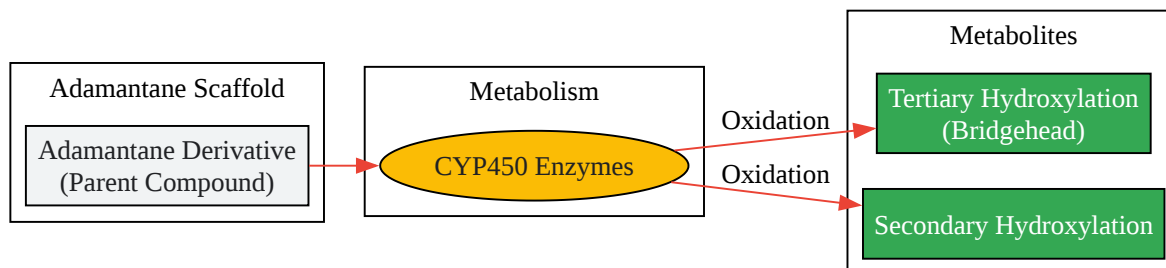 Adamantane Scaffold
Adamantane Derivative
(Parent Compound)
Metabolism
CYP450 Enzymes
Oxidation
Oxidation
Metabolites
Tertiary Hydroxylation
(Bridgehead)
Secondary Hydroxylation